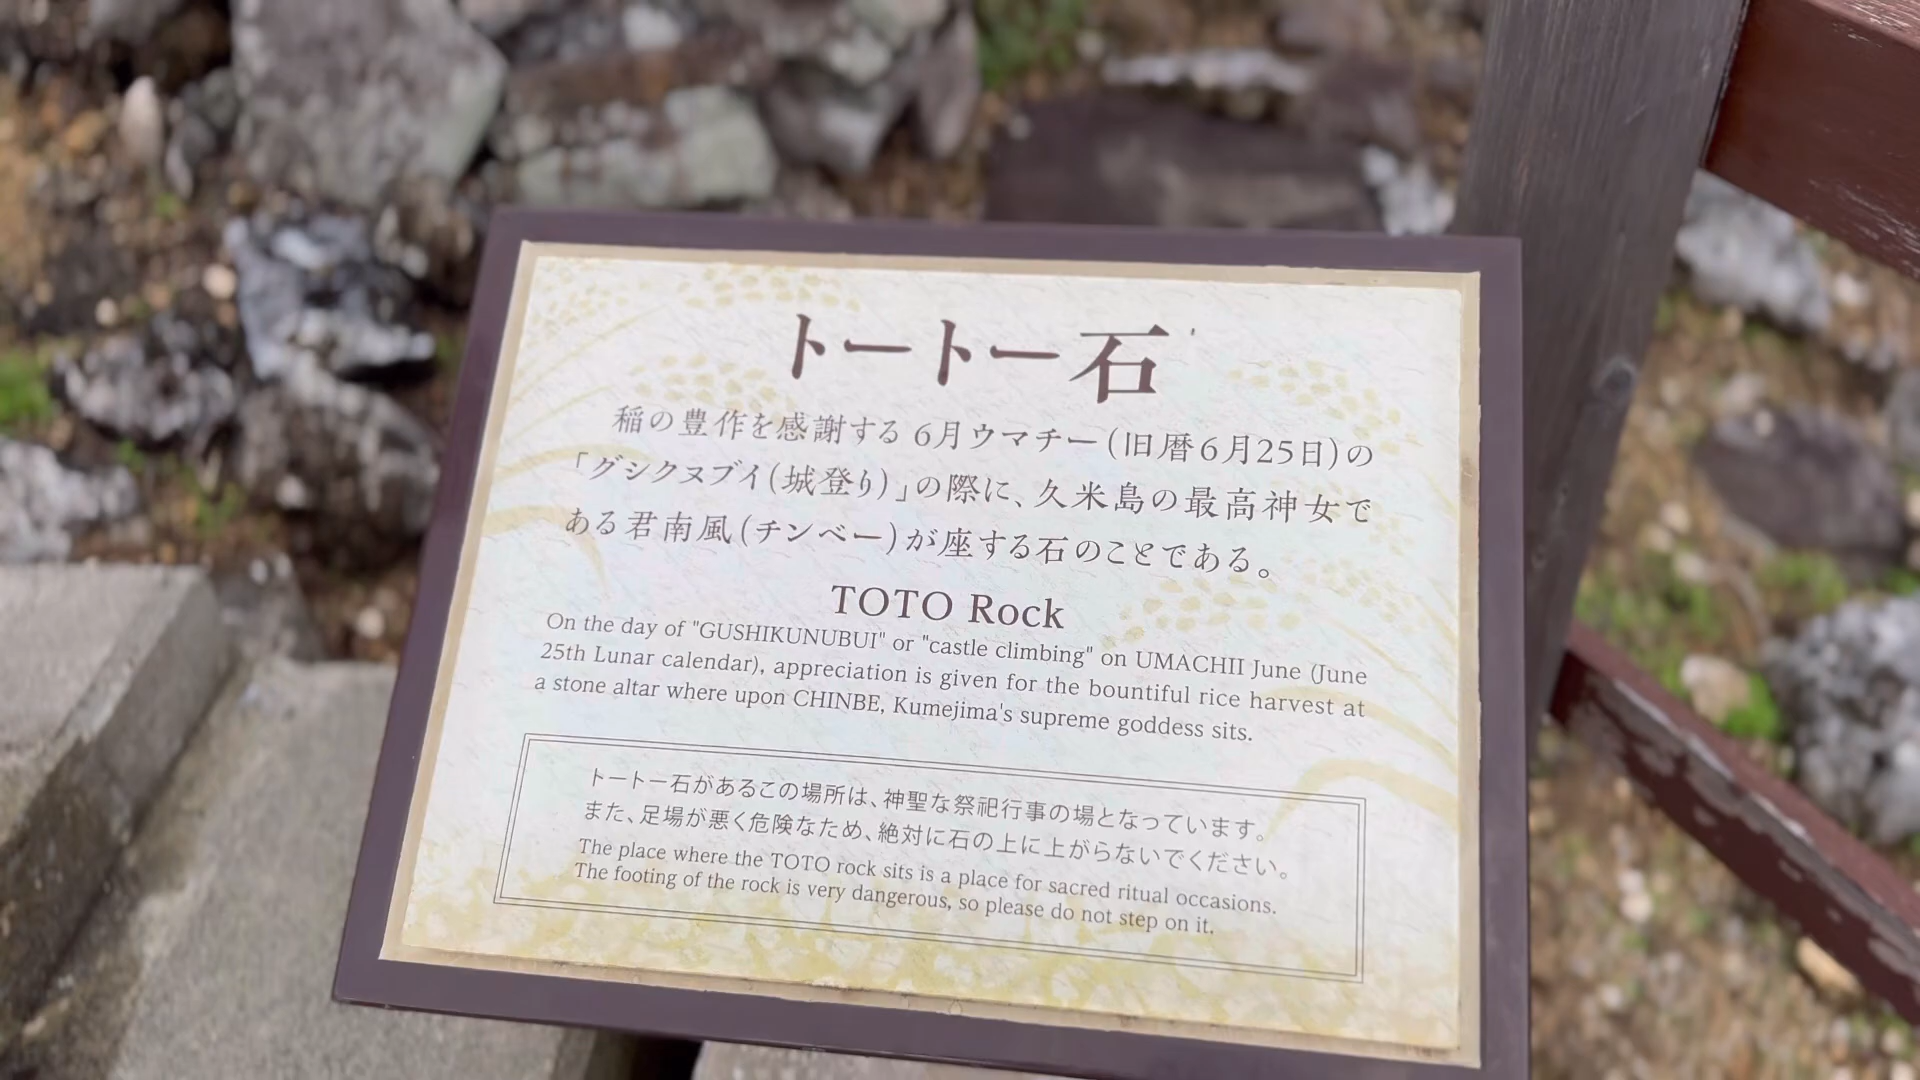 トートー石
稲の豊作を感謝する6月ウマチー(旧暦6月25日)の
「グシクヌブイ(城登り)」の際に、久米島の最高神女で
ある君南風(チンベー)が座する石のことである。
TOTO Rock
On the day of "GUSHIKUNUBUI" or "castle climbing" on UMACHII June (June
25th Lunar calendar), appreciation is given for the bountiful rice harvest at
a stone altar where upon CHINBE, Kumejima's supreme goddess sits.
トートー石があるこの場所は、神聖な祭祀行事の場となっています。
また、足場が悪く危険なため、絶対に石の上に上がらないでください。
The place where the TOTO rock sits is a place for sacred ritual occasions.
The footing of the rock is very dangerous, so please do not step on it.